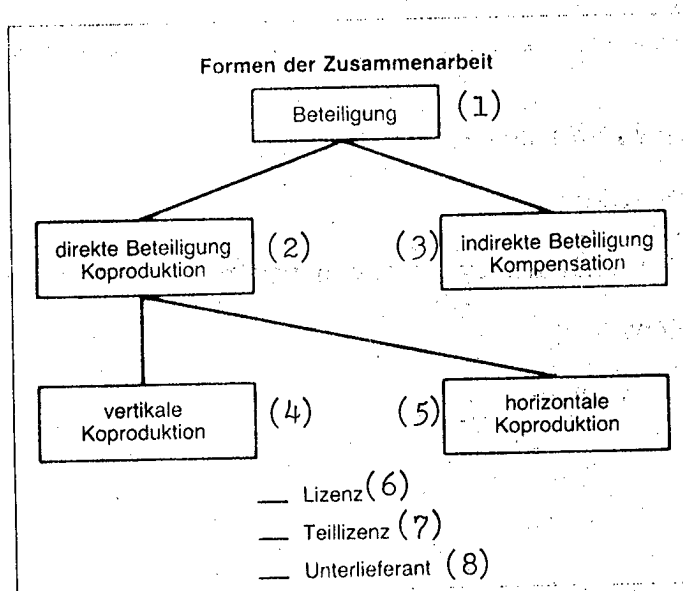 Formen der Zusammenarbeit
Beteiligung (1)
direkte Beteiligung
Koproduktion
(2)
(3)
indirekte Beteiligung
Kompensation
vertikale
Koproduktion
(4)
(5)
horizontale
Koproduktion
— Lizenz (6)
— Teillizenz (7)
— Unterlieferant (8)